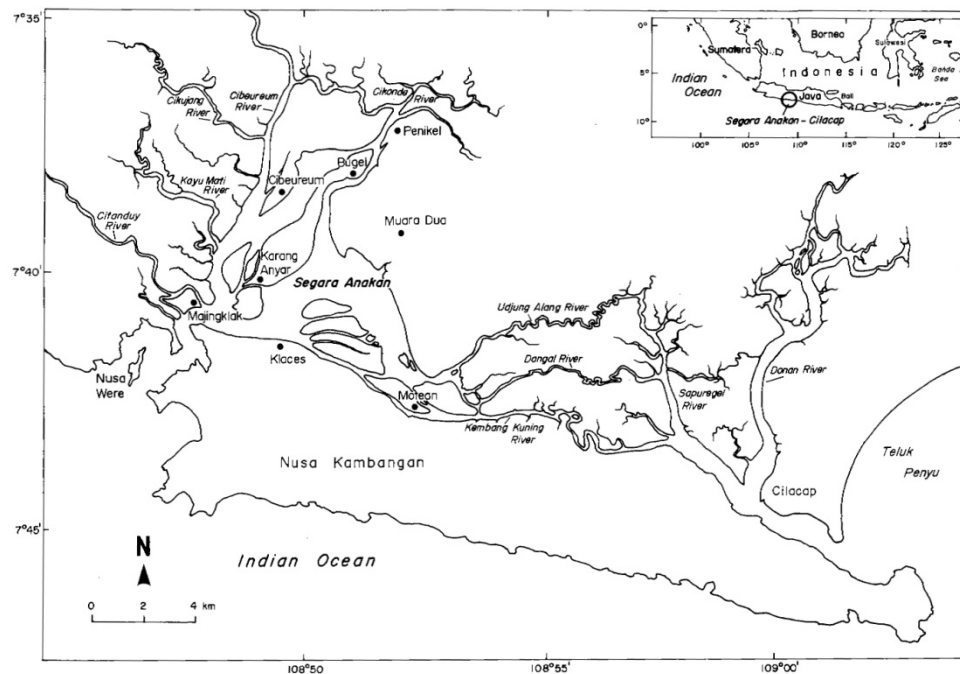 7°35'
7°40'
7°45'
108°50'
108°55'
109°00'
Cikujang
River
Cibeureum
River
Cikonde
River
Penikel
Bugel
Cibeureum
Kayu Mati
River
Citanduy
River
Muara Dua
Karang
Anyar
Segara Anakan
Majingklak
Klaces
Nusa
Were
Motean
Udjung Alang River
Dangal River
Kembang Kuning
River
Sapuregel
River
Donan River
Teluk
Penyu
Cilacap
Nusa Kambangan
Indian Ocean
N
0 2 4 km
0°
5°
10°
100° 105° 110° 115° 120° 125°
Sumatera
Borneo
Sulawesi
Banda
Sea
Indonesia
Indian
Ocean
Java
Bali
Segara Anakan - Cilacap